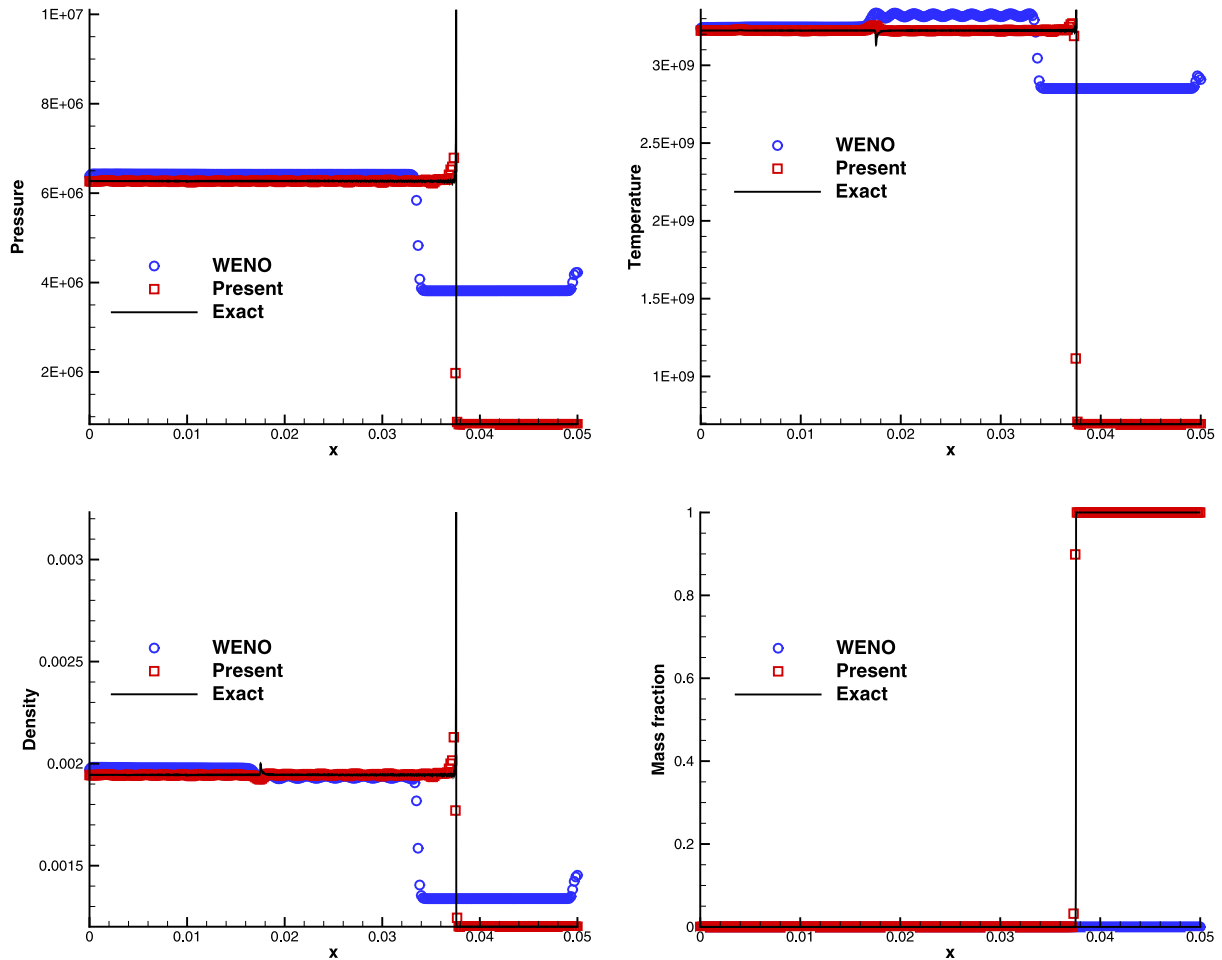 1E+07
8E+06
6E+06
4E+06
2E+06
Pressure
WENO
Present
Exact
0
0.01
0.02
0.03
0.04
0.05
x
3E+09
2.5E+09
2E+09
1.5E+09
1E+09
Temperature
WENO
Present
Exact
0
0.01
0.02
0.03
0.04
0.05
x
0.003
0.0025
0.002
0.0015
Density
WENO
Present
Exact
0
0.01
0.02
0.03
0.04
0.05
x
1
0.8
0.6
0.4
0.2
0
Mass fraction
WENO
Present
Exact
0
0.01
0.02
0.03
0.04
0.05
x